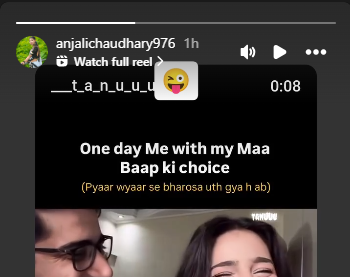 anjalichaudhary976 1h
Watch full reel >
___t_a_n_u_u_u
0:08
One day Me with my Maa
Baap ki choice
(Pyaar wyaar se bharosa uth gya h ab)
TANUUU